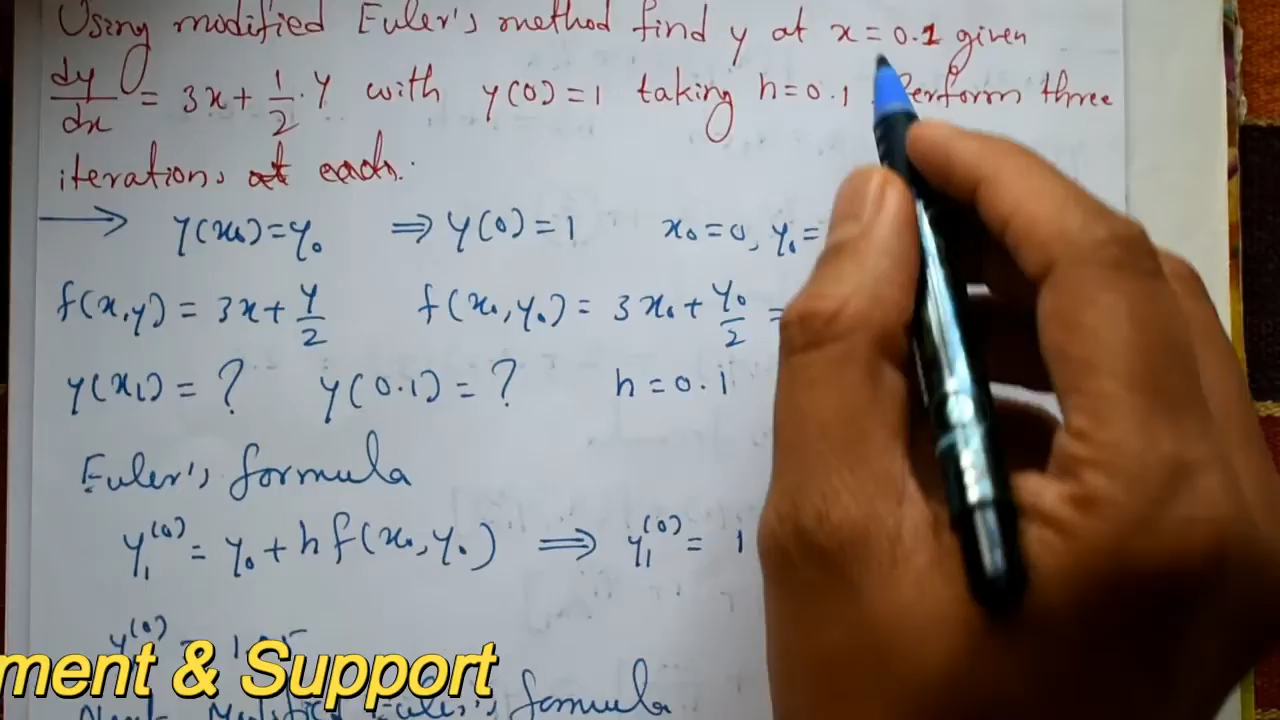 Using modified Euler's method find y at x = 0.1 given
dy/dx = 3x + 1/2 · y with y(0) = 1 taking h = 0.1 Perform three
iterations at each.
→ y(x₀) = y₀ ⇒ y(0) = 1 x₀ = 0, y₀ =
f(x,y) = 3x + y/2 f(x₀,y₀) = 3x₀ + y₀/2 =
y(x₁) = ? y(0.1) = ? h = 0.1
Euler's formula
y₁⁽⁰⁾ = y₀ + h f(x₀,y₀) ⇒ y₁⁽⁰⁾ = 1
y⁽⁰⁾ =
ment & Support
Modified Euler's formula